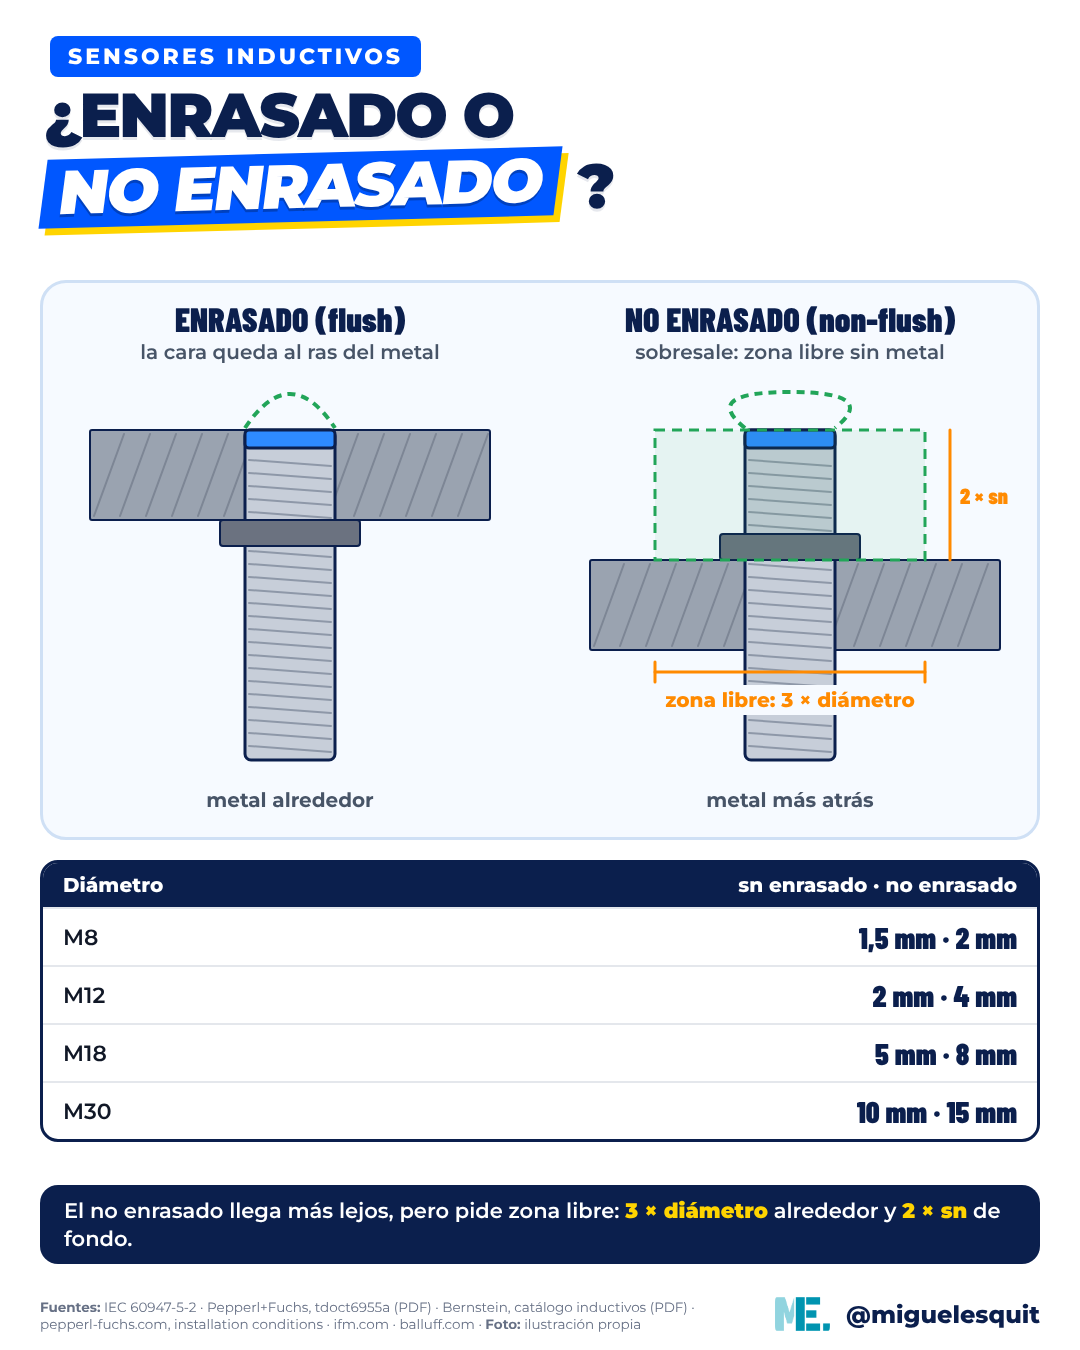 SENSORES INDUCTIVOS
¿ENRASADO O
NO ENRASADO ?
ENRASADO (flush)
la cara queda al ras del metal
metal alrededor
NO ENRASADO (non-flush)
sobresale: zona libre sin metal
2 × sn
zona libre: 3 × diámetro
metal más atrás
Diámetro sn enrasado · no enrasado
M8 1,5 mm · 2 mm
M12 2 mm · 4 mm
M18 5 mm · 8 mm
M30 10 mm · 15 mm
El no enrasado llega más lejos, pero pide zona libre: 3 × diámetro alrededor y 2 × sn de
fondo.
Fuentes: IEC 60947-5-2 · Pepperl+Fuchs, tdoct6955a (PDF) · Bernstein, catálogo inductivos (PDF) ·
pepperl-fuchs.com, installation conditions · ifm.com · balluff.com · Foto: ilustración propia
ME. @miguelesquit